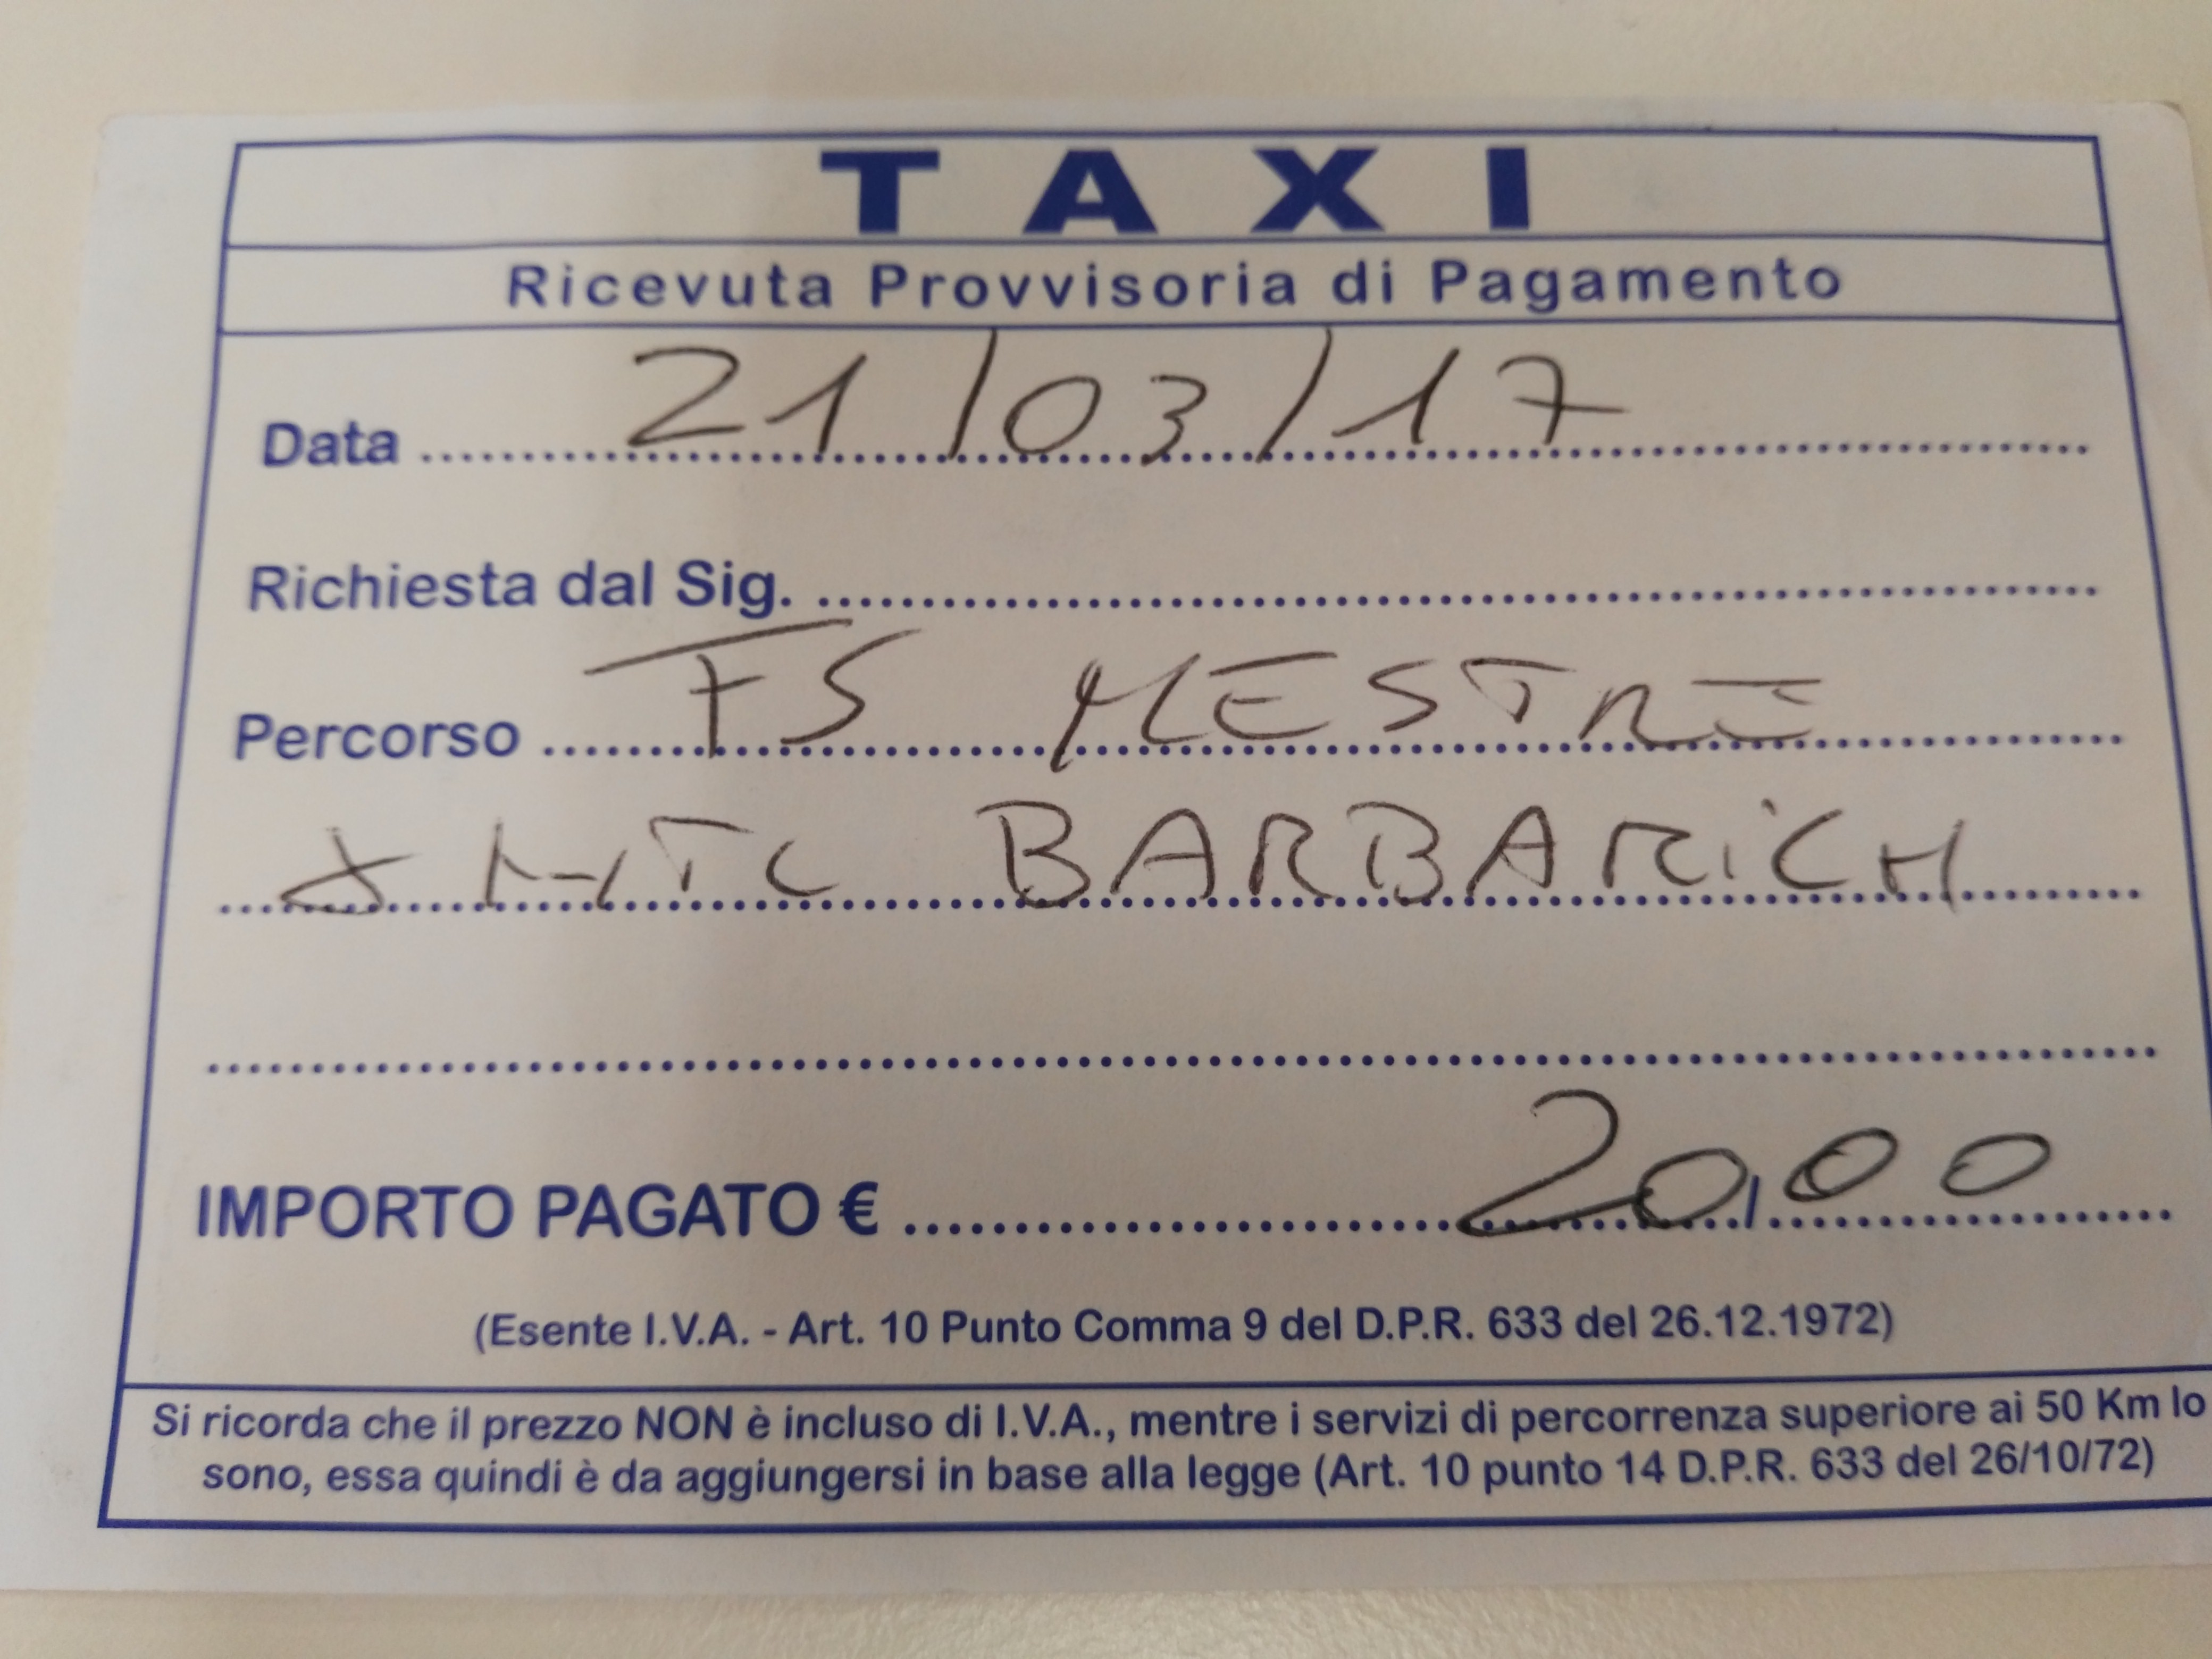 TAXI
Ricevuta Provvisoria di Pagamento
Data 21/03/17
Richiesta dal Sig.
Percorso FS MESTRE
BARBARiCH
IMPORTO PAGATO € 20,00
(Esente I.V.A. - Art. 10 Punto Comma 9 del D.P.R. 633 del 26.12.1972)
Si ricorda che il prezzo NON è incluso di I.V.A., mentre i servizi di percorrenza superiore ai 50 Km lo
sono, essa quindi è da aggiungersi in base alla legge (Art. 10 punto 14 D.P.R. 633 del 26/10/72)